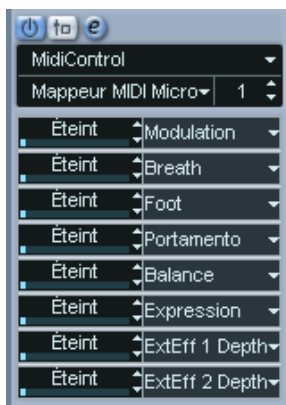 e
MidiControl
Mappeur MIDI Micro 1
Éteint Modulation
Éteint Breath
Éteint Foot
Éteint Portamento
Éteint Balance
Éteint Expression
Éteint ExtEff 1 Depth
Éteint ExtEff 2 Depth